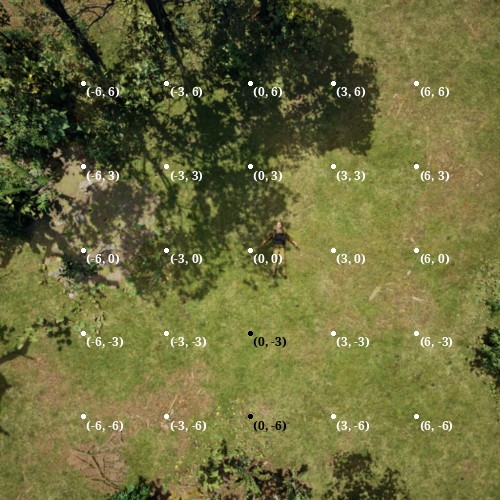 (-6, 6) (-3, 6) (0, 6) (3, 6) (6, 6)
(-6, 3) (-3, 3) (0, 3) (3, 3) (6, 3)
(-6, 0) (-3, 0) (0, 0) (3, 0) (6, 0)
(-6, -3) (-3, -3) (0, -3) (3, -3) (6, -3)
(-6, -6) (-3, -6) (0, -6) (3, -6) (6, -6)